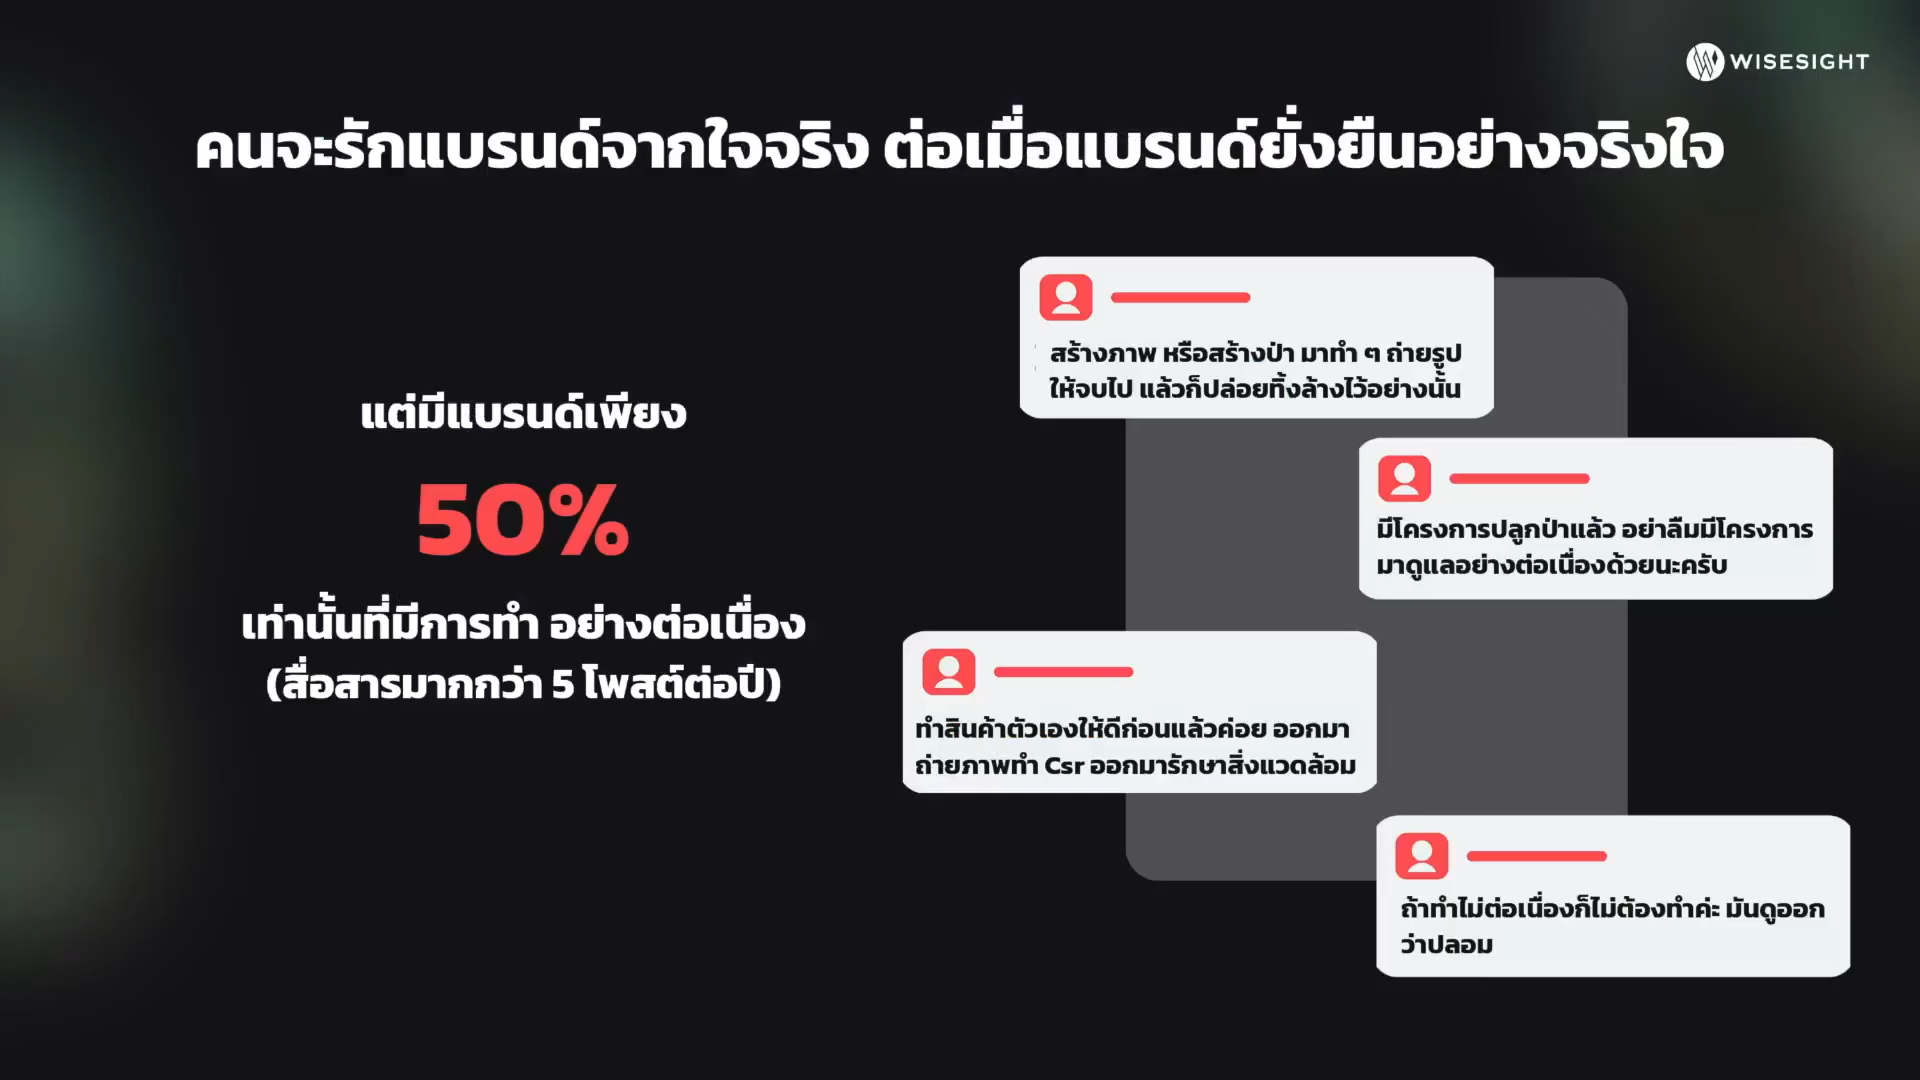 WISESIGHT
คนจะรักแบรนด์จากใจจริง ต่อเมื่อแบรนด์ยั่งยืนอย่างจริงใจ
แต่มีแบรนด์เพียง
50%
เท่านั้นที่มีการทำ อย่างต่อเนื่อง
(สื่อสารมากกว่า 5 โพสต์ต่อปี)
สร้างภาพ หรือสร้างป่า มาทำ ๆ ถ่ายรูป
ให้จบไป แล้วก็ปล่อยทิ้งล้างไว้อย่างนั้น
มีโครงการปลูกป่าแล้ว อย่าลืมมีโครงการ
มาดูแลอย่างต่อเนื่องด้วยนะครับ
ทำสินค้าตัวเองให้ดีก่อนแล้วค่อย ออกมา
ถ่ายภาพทำ Csr ออกมารักษาสิ่งแวดล้อม
ถ้าทำไม่ต่อเนื่องก็ไม่ต้องทำค่ะ มันดูออก
ว่าปลอม